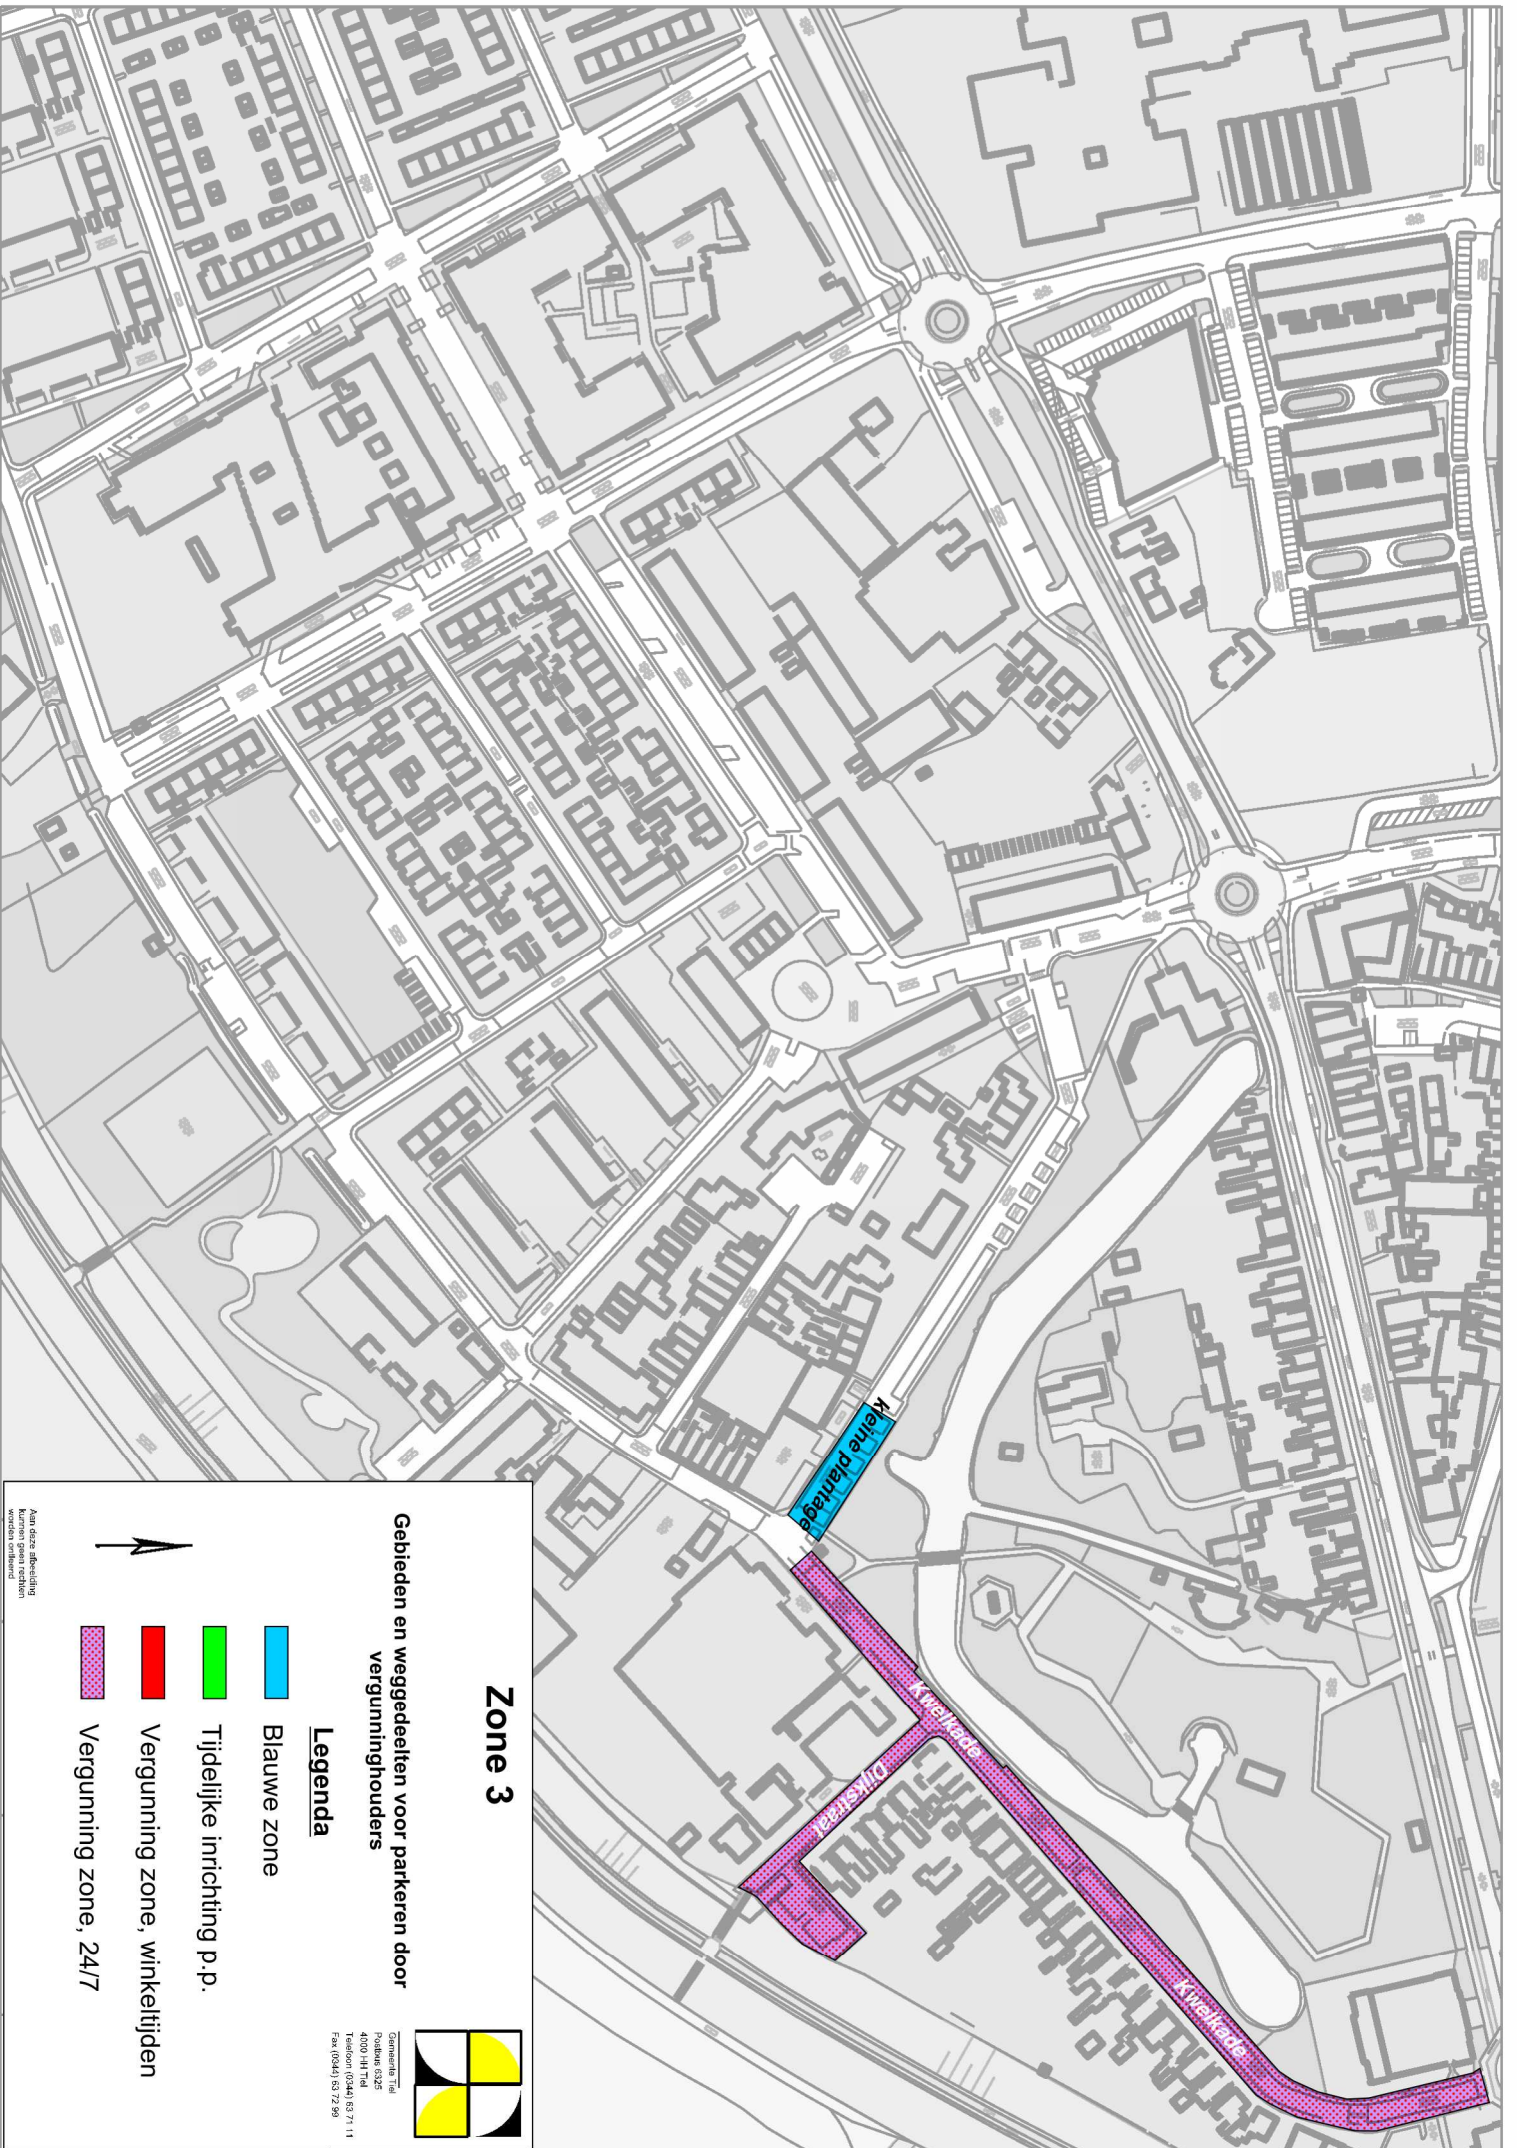 kleine plantage
Kwelkade
Dijkstraat
Kwelkade
Zone 3
Gebieden en weggedeelten voor parkeren door
vergunninghouders
Legenda
Blauwe zone
Tijdelijke inrichting p.p.
Vergunning zone, winkeltijden
Vergunning zone, 24/7
Gemeente Tiel
Postbus 6325
4000 HH Tiel
Telefoon (0344) 63 71 11
Fax (0344) 63 72 99
Aan deze afbeelding
kunnen geen rechten
worden ontleend